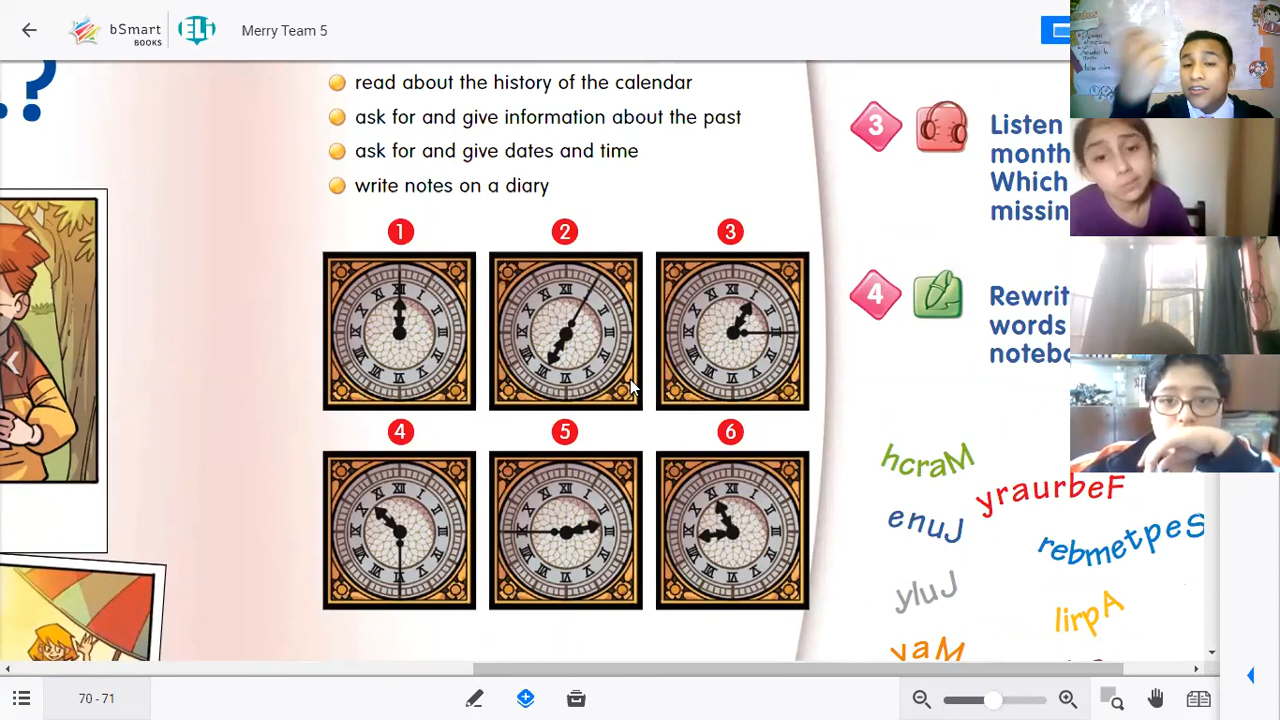 bSmart
BOOKS
ELi
Merry Team 5
..?
read about the history of the calendar
ask for and give information about the past
ask for and give dates and time
write notes on a diary
1
2
3
4
5
6
3
Listen
month
Which
missin
4
Rewrit
words
noteb
hcraM
yraurbeF
enuJ
rebmetpeS
yluJ
lirpA
yaM
70 - 71